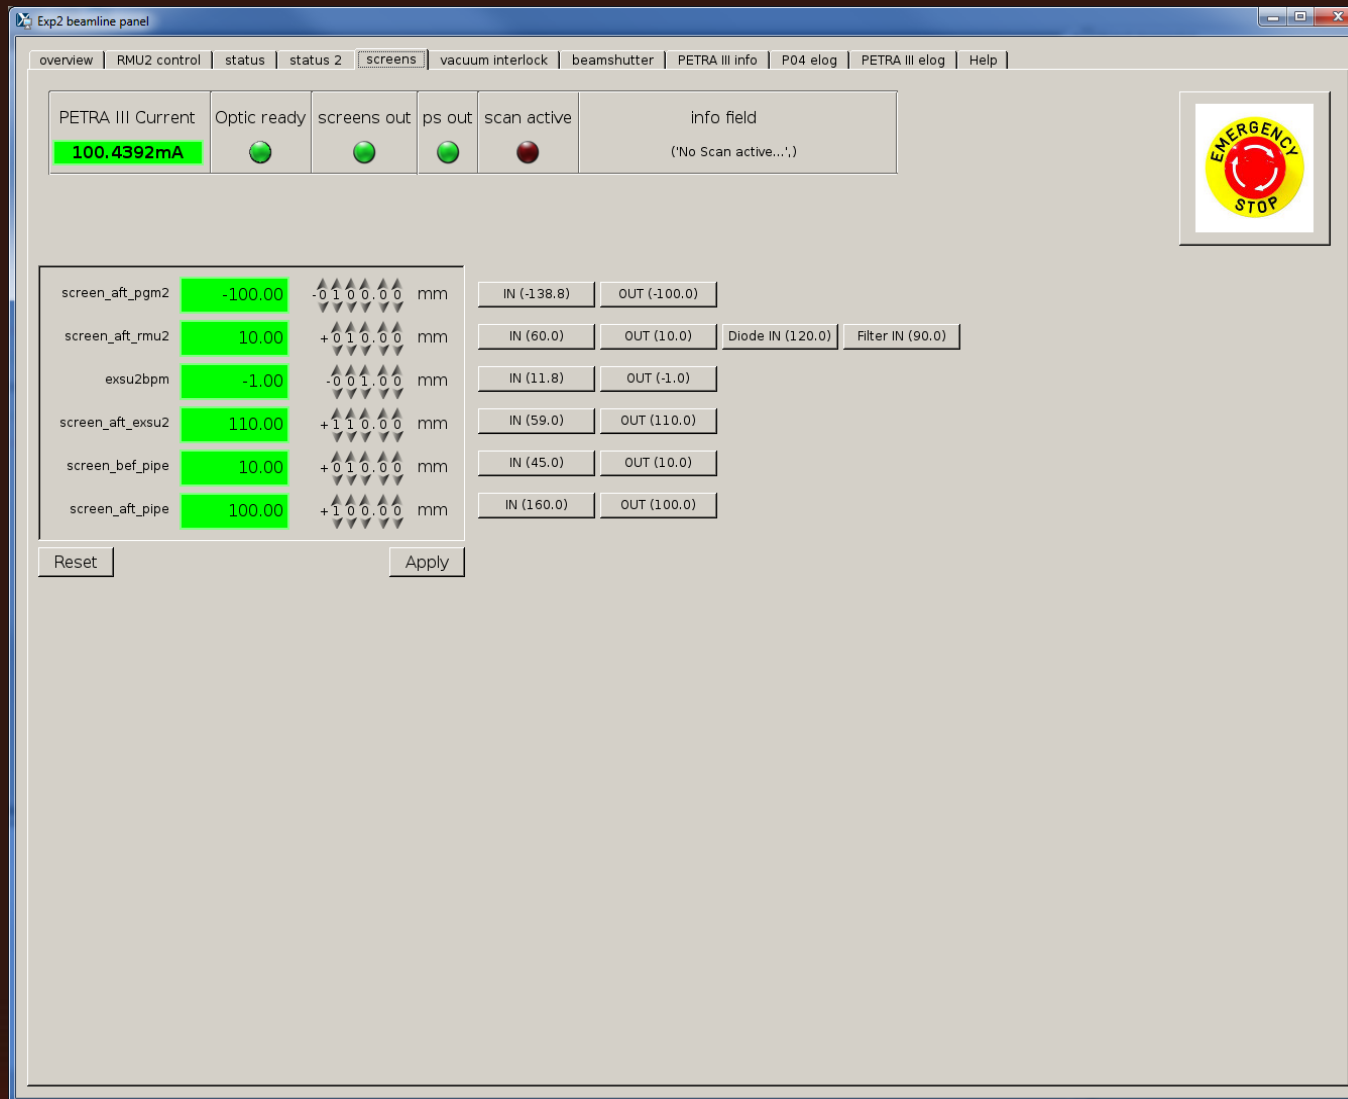 Exp2 beamline panel
overview RMU2 control status status 2 screens vacuum interlock beamshutter PETRA III info P04 elog PETRA III elog Help
PETRA III Current Optic ready screens out ps out scan active info field
100.4392mA ('No Scan active...',)
EMERGENCY
STOP
screen_aft_pgm2 -100.00 -0100.00 mm IN (-138.8) OUT (-100.0)
screen_aft_rmu2 10.00 +010.00 mm IN (60.0) OUT (10.0) Diode IN (120.0) Filter IN (90.0)
exsu2bpm -1.00 -001.00 mm IN (11.8) OUT (-1.0)
screen_aft_exsu2 110.00 +110.00 mm IN (59.0) OUT (110.0)
screen_bef_pipe 10.00 +010.00 mm IN (45.0) OUT (10.0)
screen_aft_pipe 100.00 +100.00 mm IN (160.0) OUT (100.0)
Reset Apply